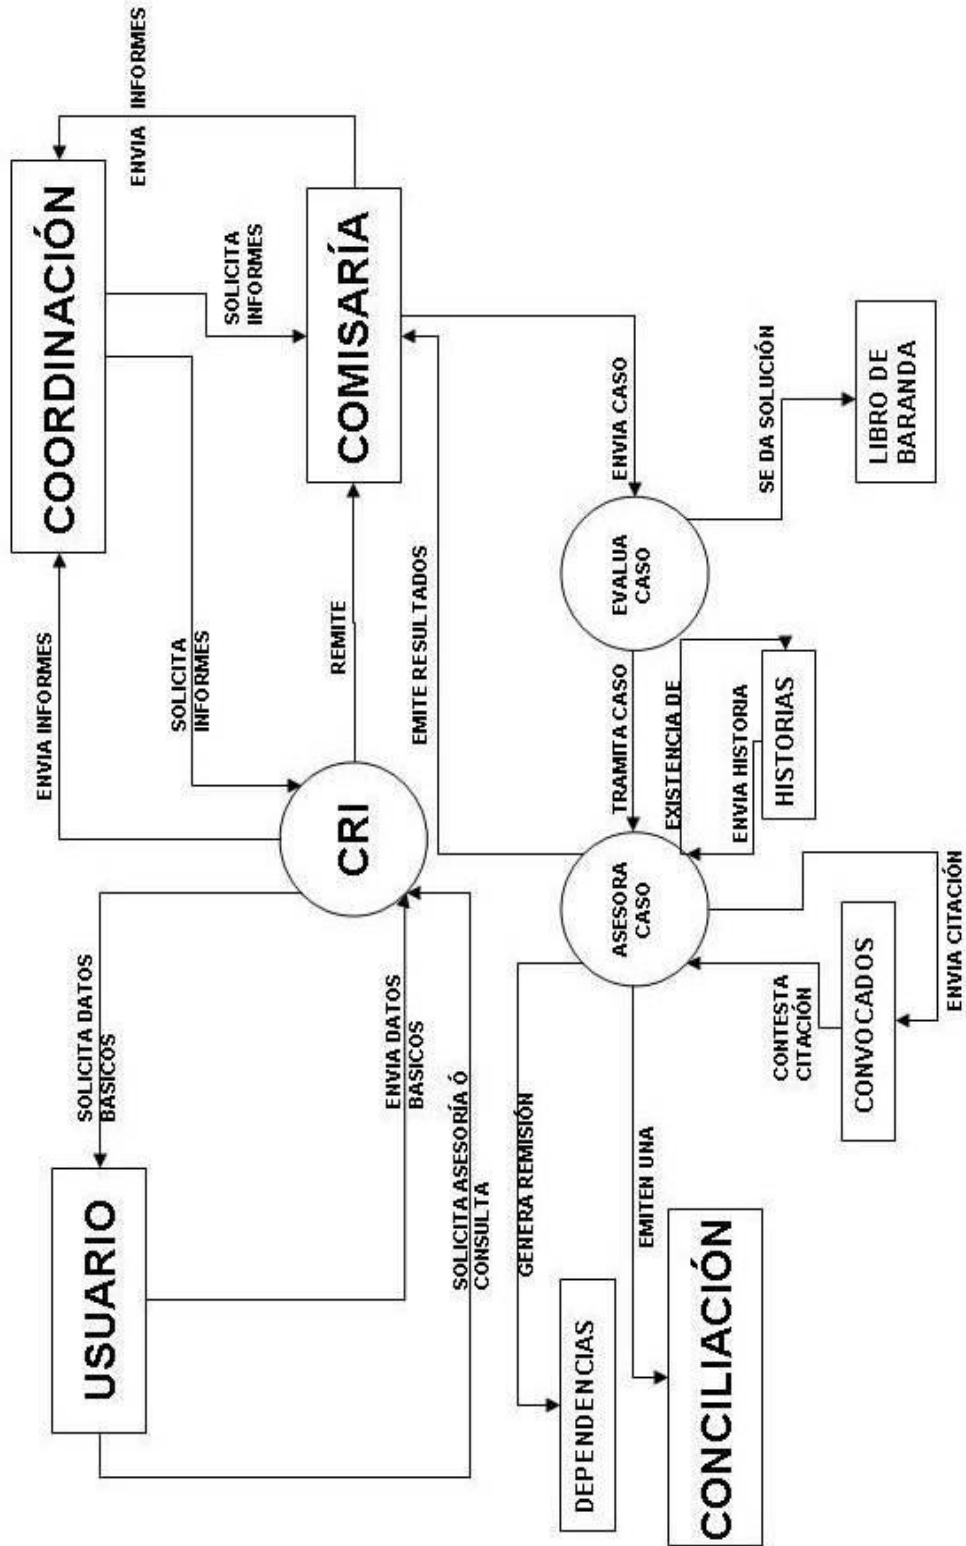 USUARIO
SOLICITA DATOS
BASICOS
ENVIA INFORMES
COORDINACIÓN
ENVIA INFORMES
SOLICITA
INFORMES
SOLICITA
INFORMES
CRI
REMITE
COMISARÍA
ENVIA DATOS
BASICOS
EMITE RESULTADOS
SOLICITA ASESORÍA Ó
CONSULTA
GENERA REMISIÓN
DEPENDENCIAS
ASESORA
CASO
TRAMITA CASO
EVALUA
CASO
ENVIA CASO
EMITEN UNA
EXISTENCIA DE
CONCILIACIÓN
ENVIA HISTORIA
SE DA SOLUCIÓN
CONTESTA
CITACIÓN
HISTORIAS
CONVOCADOS
LIBRO DE
BARANDA
ENVIA CITACIÓN